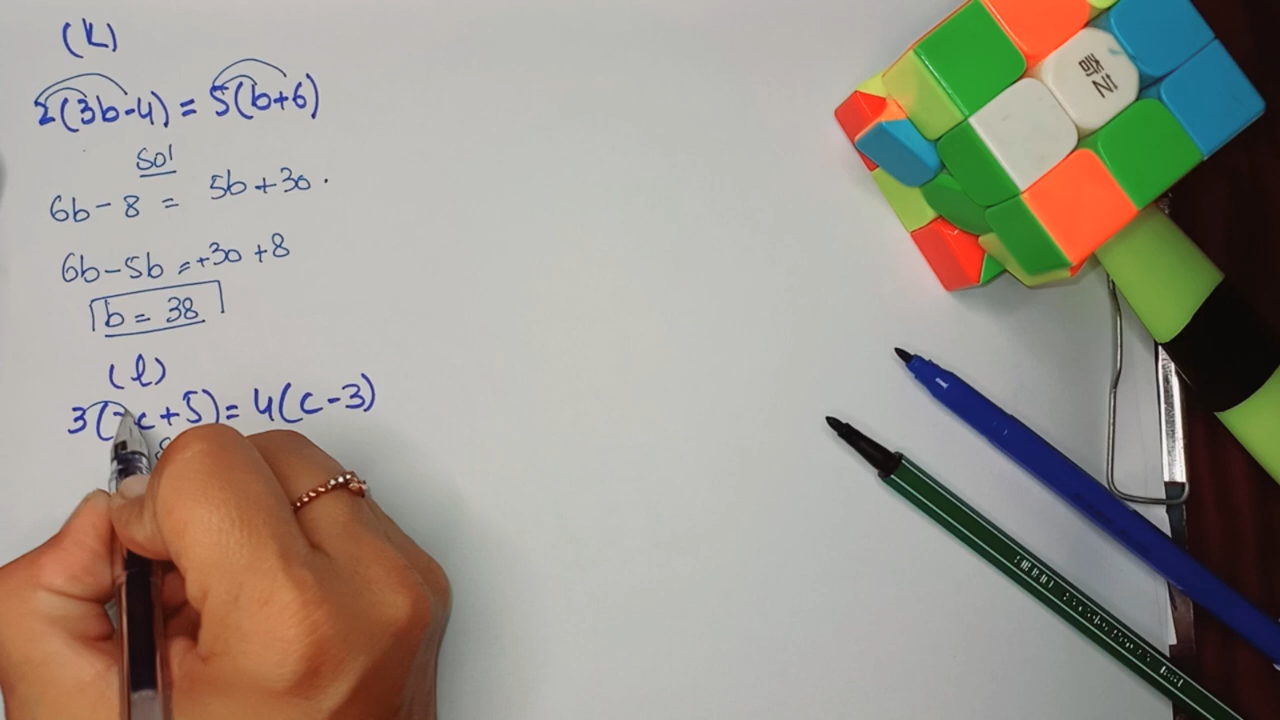 (k)
2(3b-4) = 5(b+6)
Sol
6b - 8 = 5b + 30.
6b - 5b = +30 + 8
b = 38
(l)
3( c + 5) = 4(c - 3)